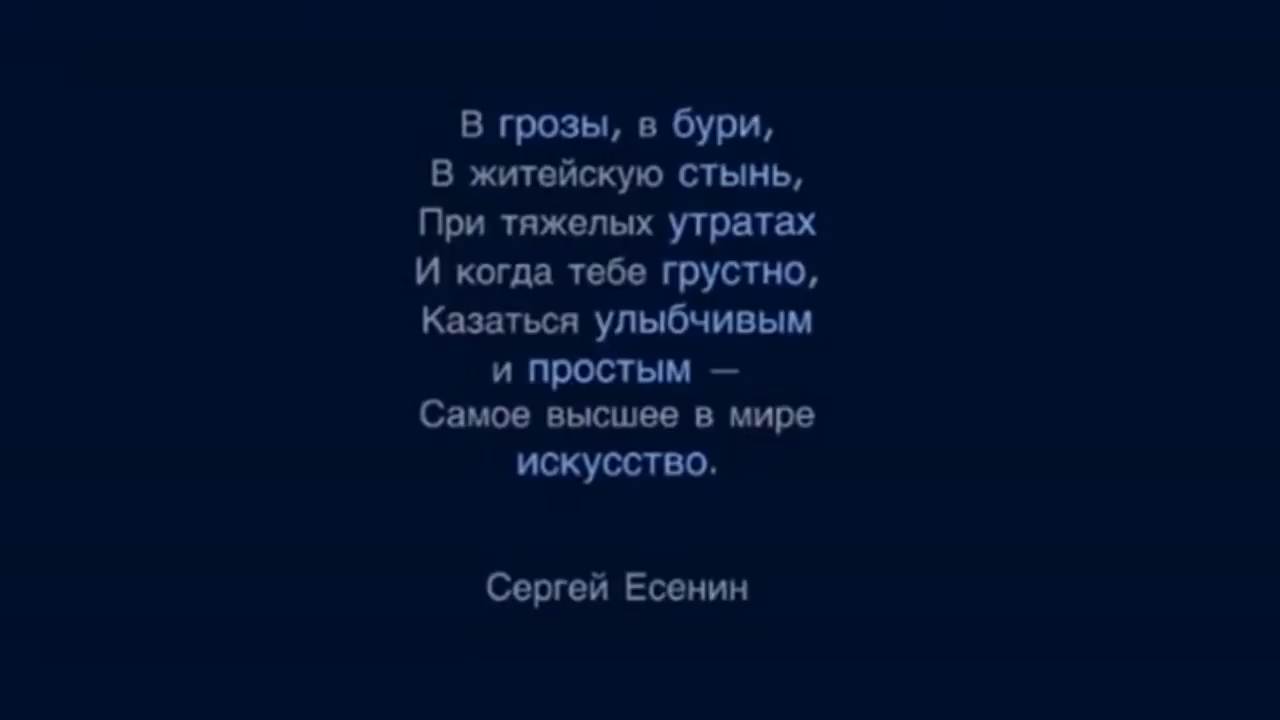 В грозы, в бури,
В житейскую стынь,
При тяжелых утратах
И когда тебе грустно,
Казаться улыбчивым
и простым —
Самое высшее в мире
искусство.
Сергей Есенин